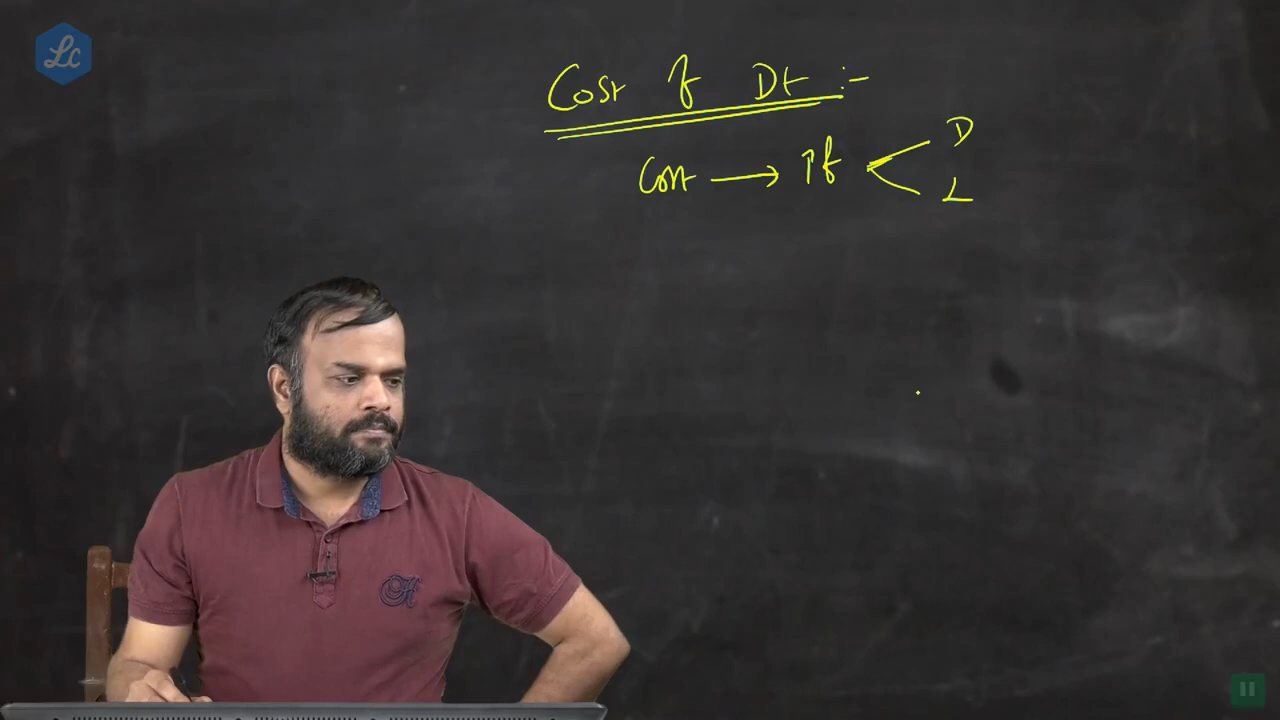 Lc
Cost of Dt :-
Cost → Pf < D
L